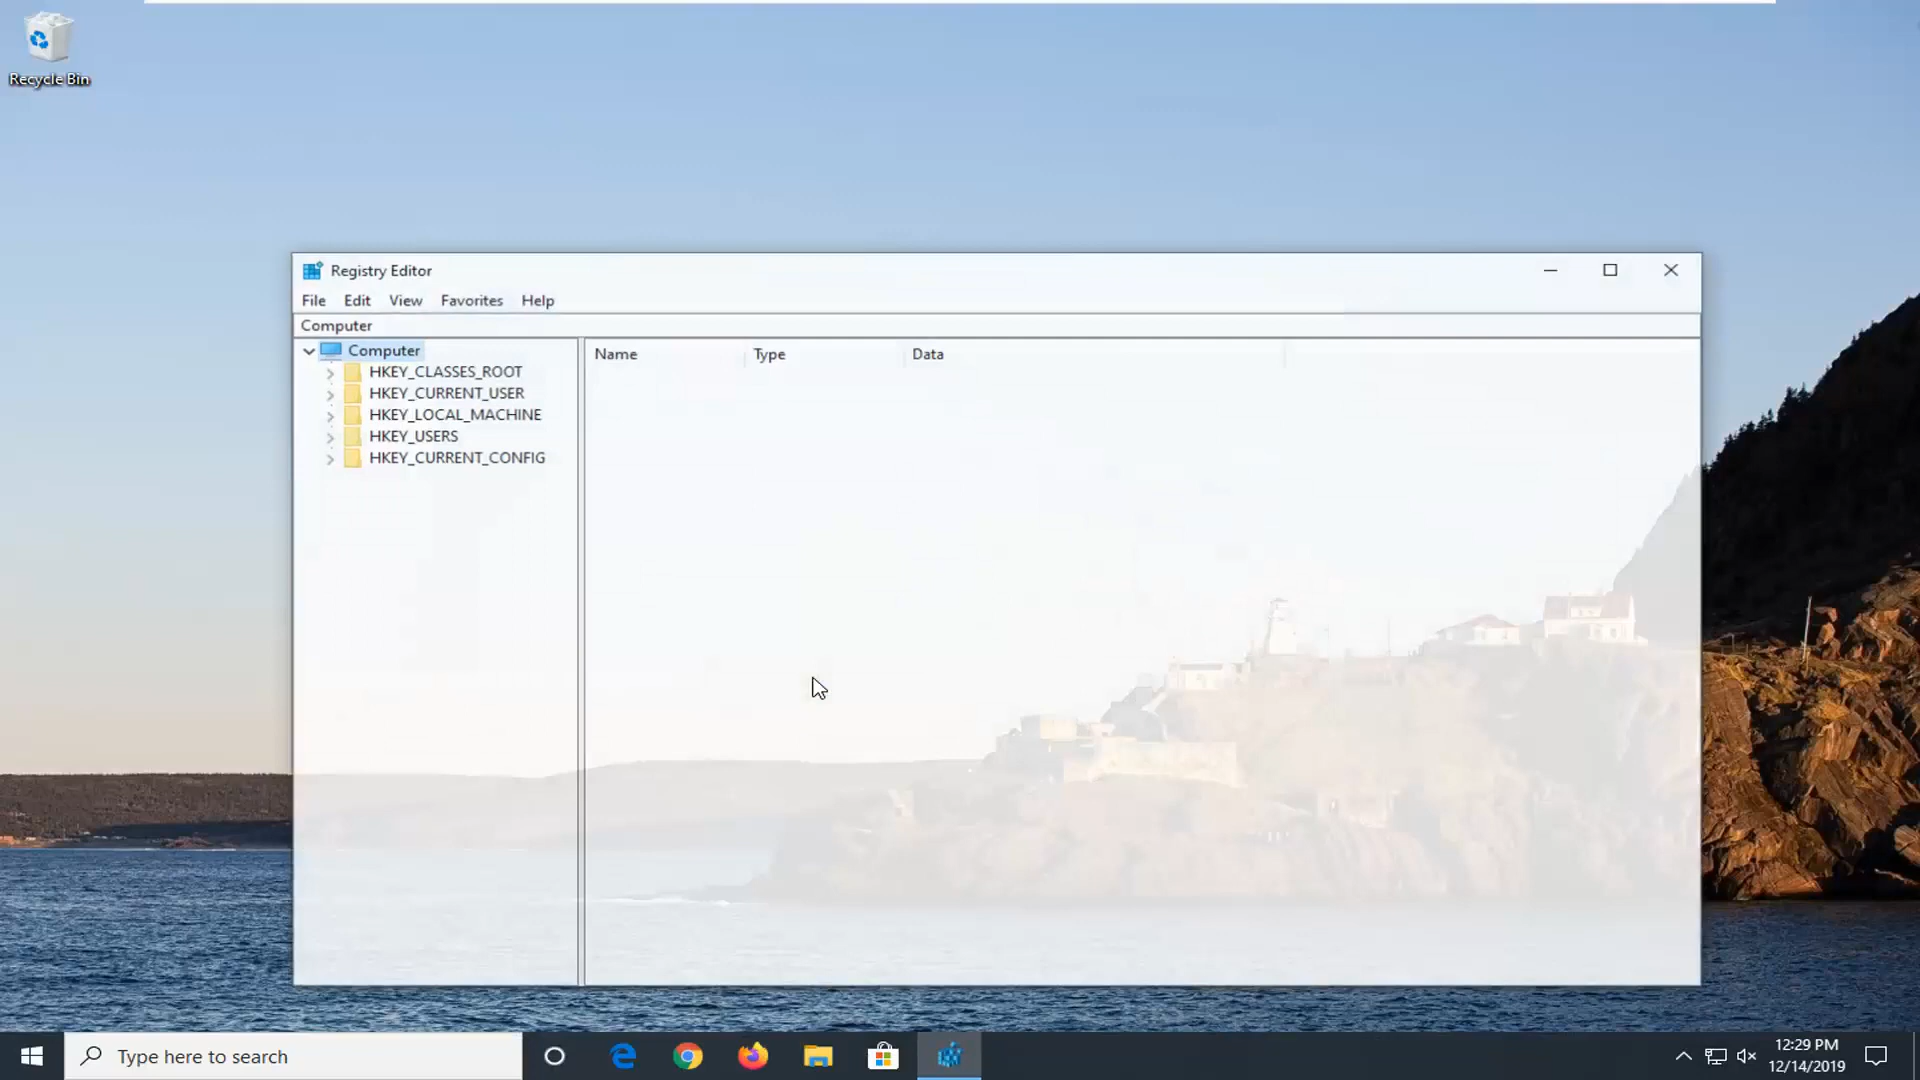 Recycle Bin
Registry Editor
File Edit View Favorites Help
Computer
Computer
HKEY_CLASSES_ROOT
HKEY_CURRENT_USER
HKEY_LOCAL_MACHINE
HKEY_USERS
HKEY_CURRENT_CONFIG
Name Type Data
Type here to search
12:29 PM
12/14/2019